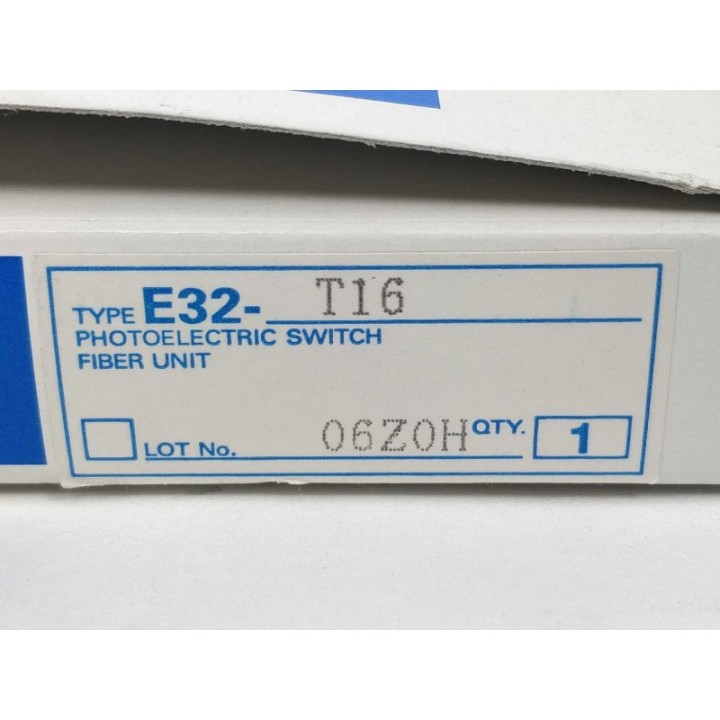 TYPE E32- T16
PHOTOELECTRIC SWITCH
FIBER UNIT
LOT No. 06Z0H QTY. 1